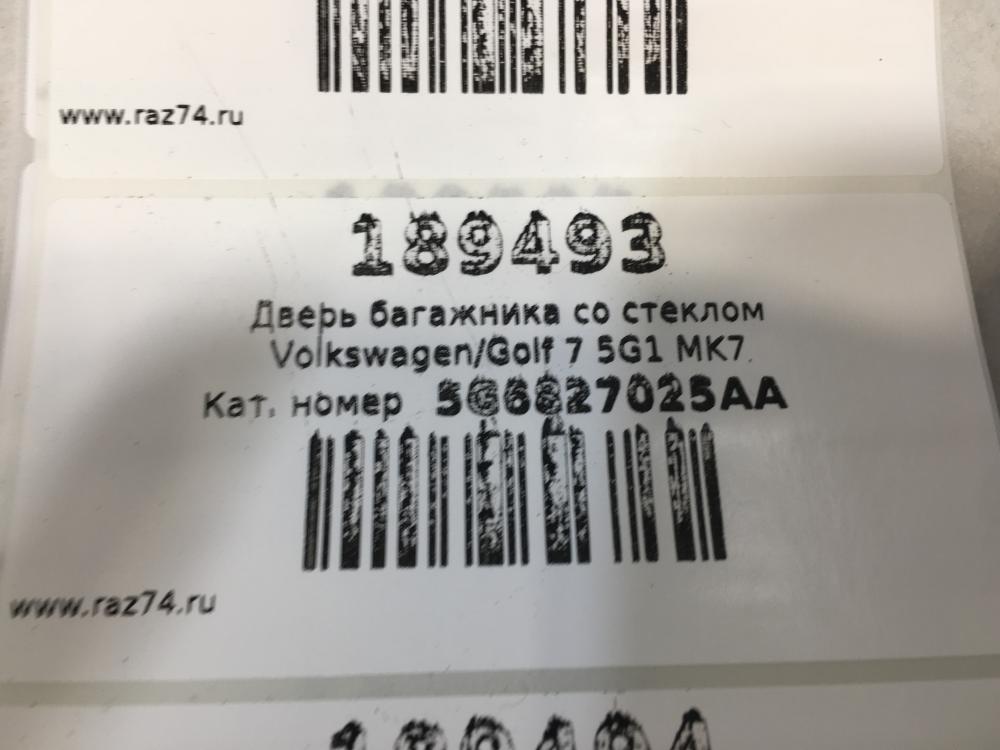 www.raz74.ru
189493
Дверь багажника со стеклом
Volkswagen/Golf 7 5G1 MK7
Кат. номер 5G6827025AA
www.raz74.ru